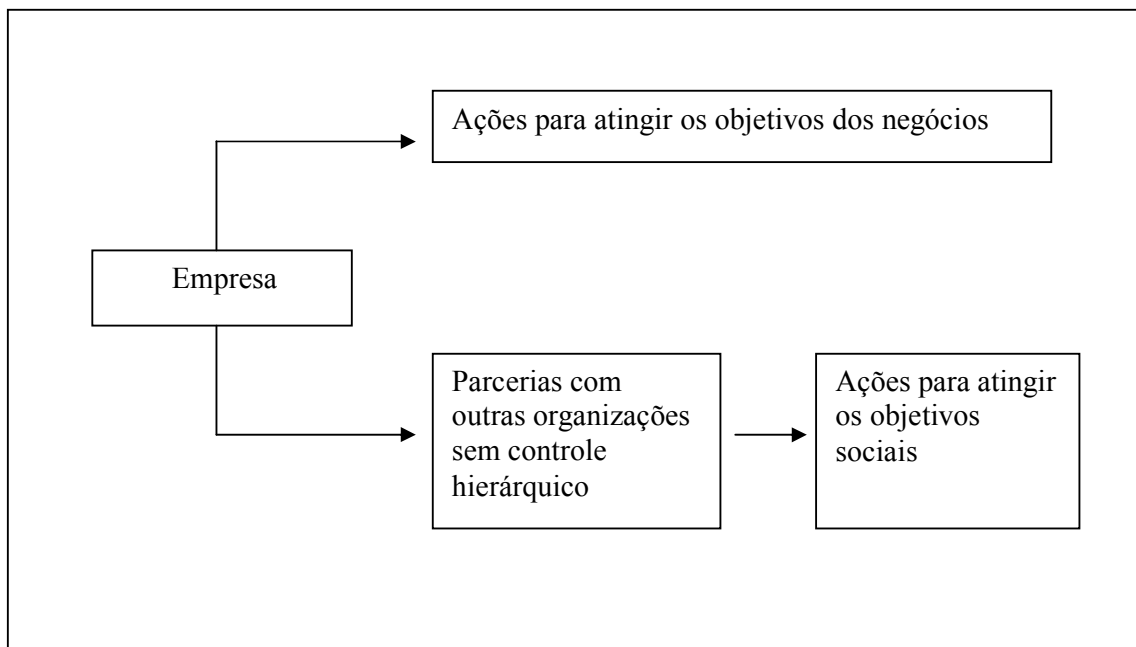 Ações para atingir os objetivos dos negócios
Empresa
Parcerias com
outras organizações
sem controle
hierárquico
Ações para atingir
os objetivos
sociais